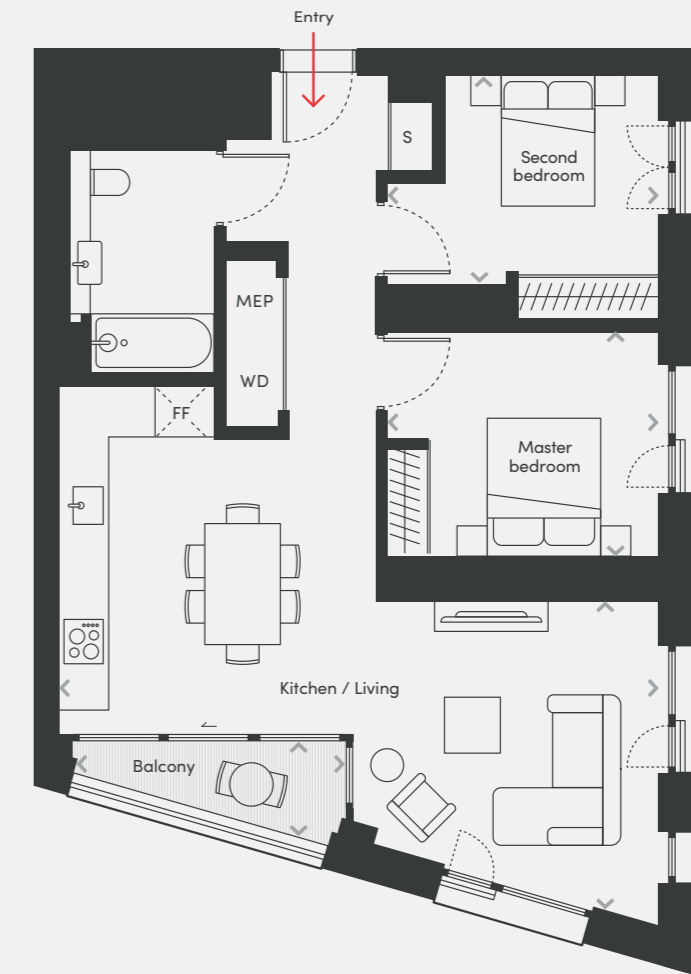 Entry
S
Second
bedroom
MEP
WD
FF
Master
bedroom
Kitchen / Living
Balcony